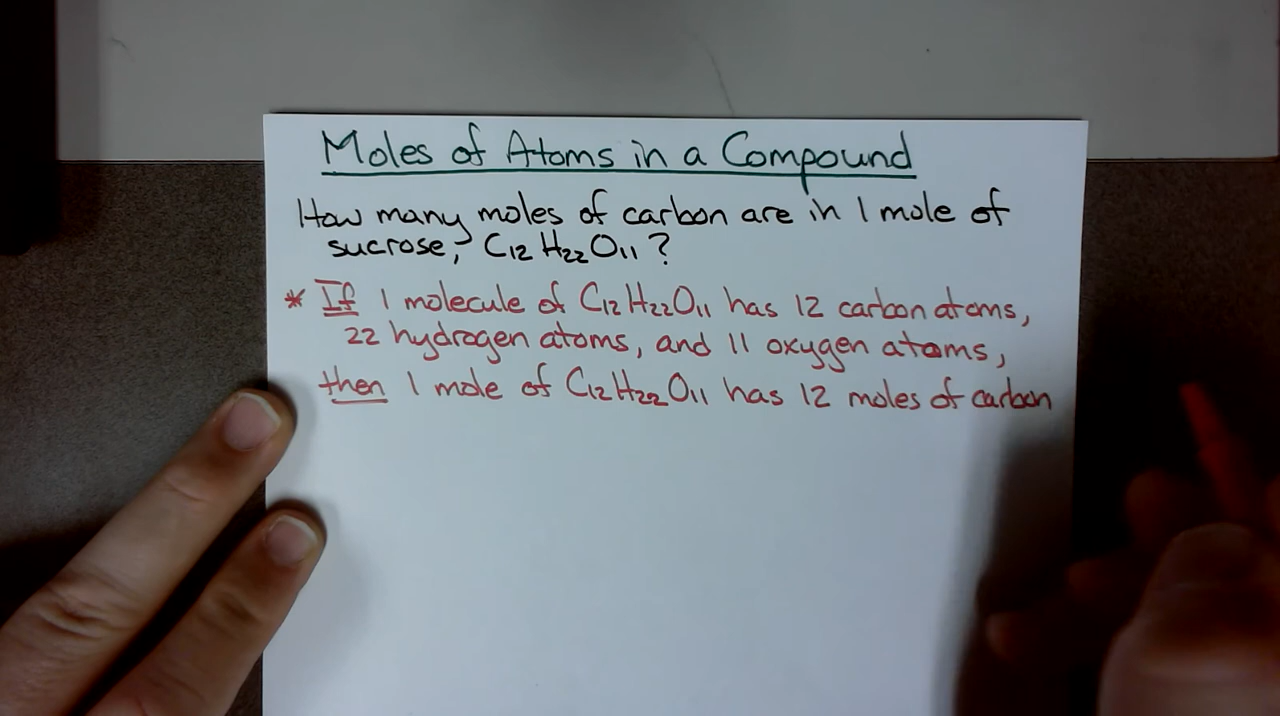 Moles of Atoms in a Compound
How many moles of carbon are in 1 mole of
sucrose, C₁₂H₂₂O₁₁?
* If 1 molecule of C₁₂H₂₂O₁₁ has 12 carbon atoms,
22 hydrogen atoms, and 11 oxygen atoms,
then 1 mole of C₁₂H₂₂O₁₁ has 12 moles of carbon